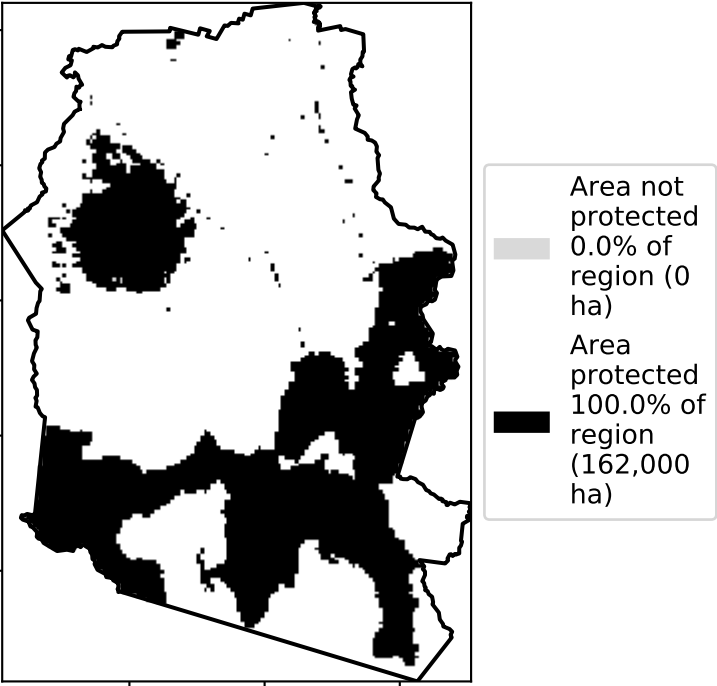 Area not
protected
0.0% of
region (0
ha)
Area
protected
100.0% of
region
(162,000
ha)